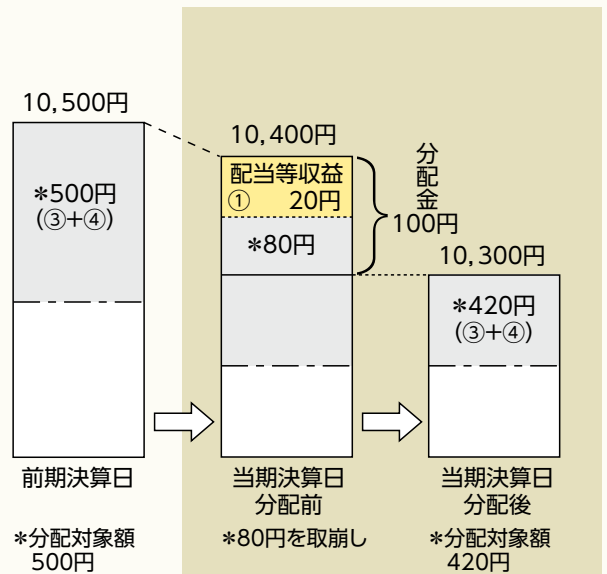 10,500円
*500円
(③+④)
前期決算日
*分配対象額
500円
10,400円
配当等収益
① 20円
*80円
分配金
100円
当期決算日
分配前
*80円を取崩し
10,300円
*420円
(③+④)
当期決算日
分配後
*分配対象額
420円